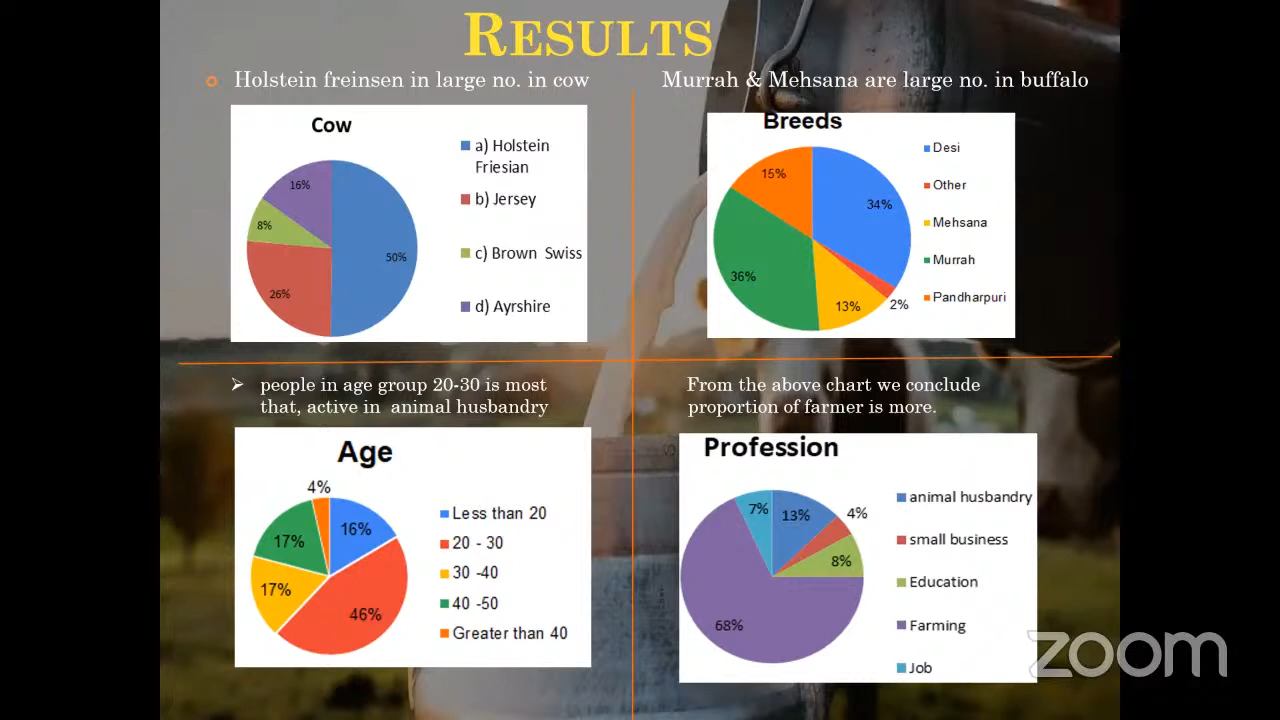 RESULTS
Holstein freinsen in large no. in cow
Murrah & Mehsana are large no. in buffalo
Cow
a) Holstein
Friesian
b) Jersey
c) Brown Swiss
d) Ayrshire
16%
8%
50%
26%
Breeds
Desi
Other
Mehsana
Murrah
Pandharpuri
15%
34%
36%
13%
2%
people in age group 20-30 is most
that, active in animal husbandry
From the above chart we conclude
proportion of farmer is more.
Age
4%
16%
17%
17%
46%
Less than 20
20 - 30
30 -40
40 -50
Greater than 40
Profession
7%
13%
4%
8%
68%
animal husbandry
small business
Education
Farming
Job
zoom